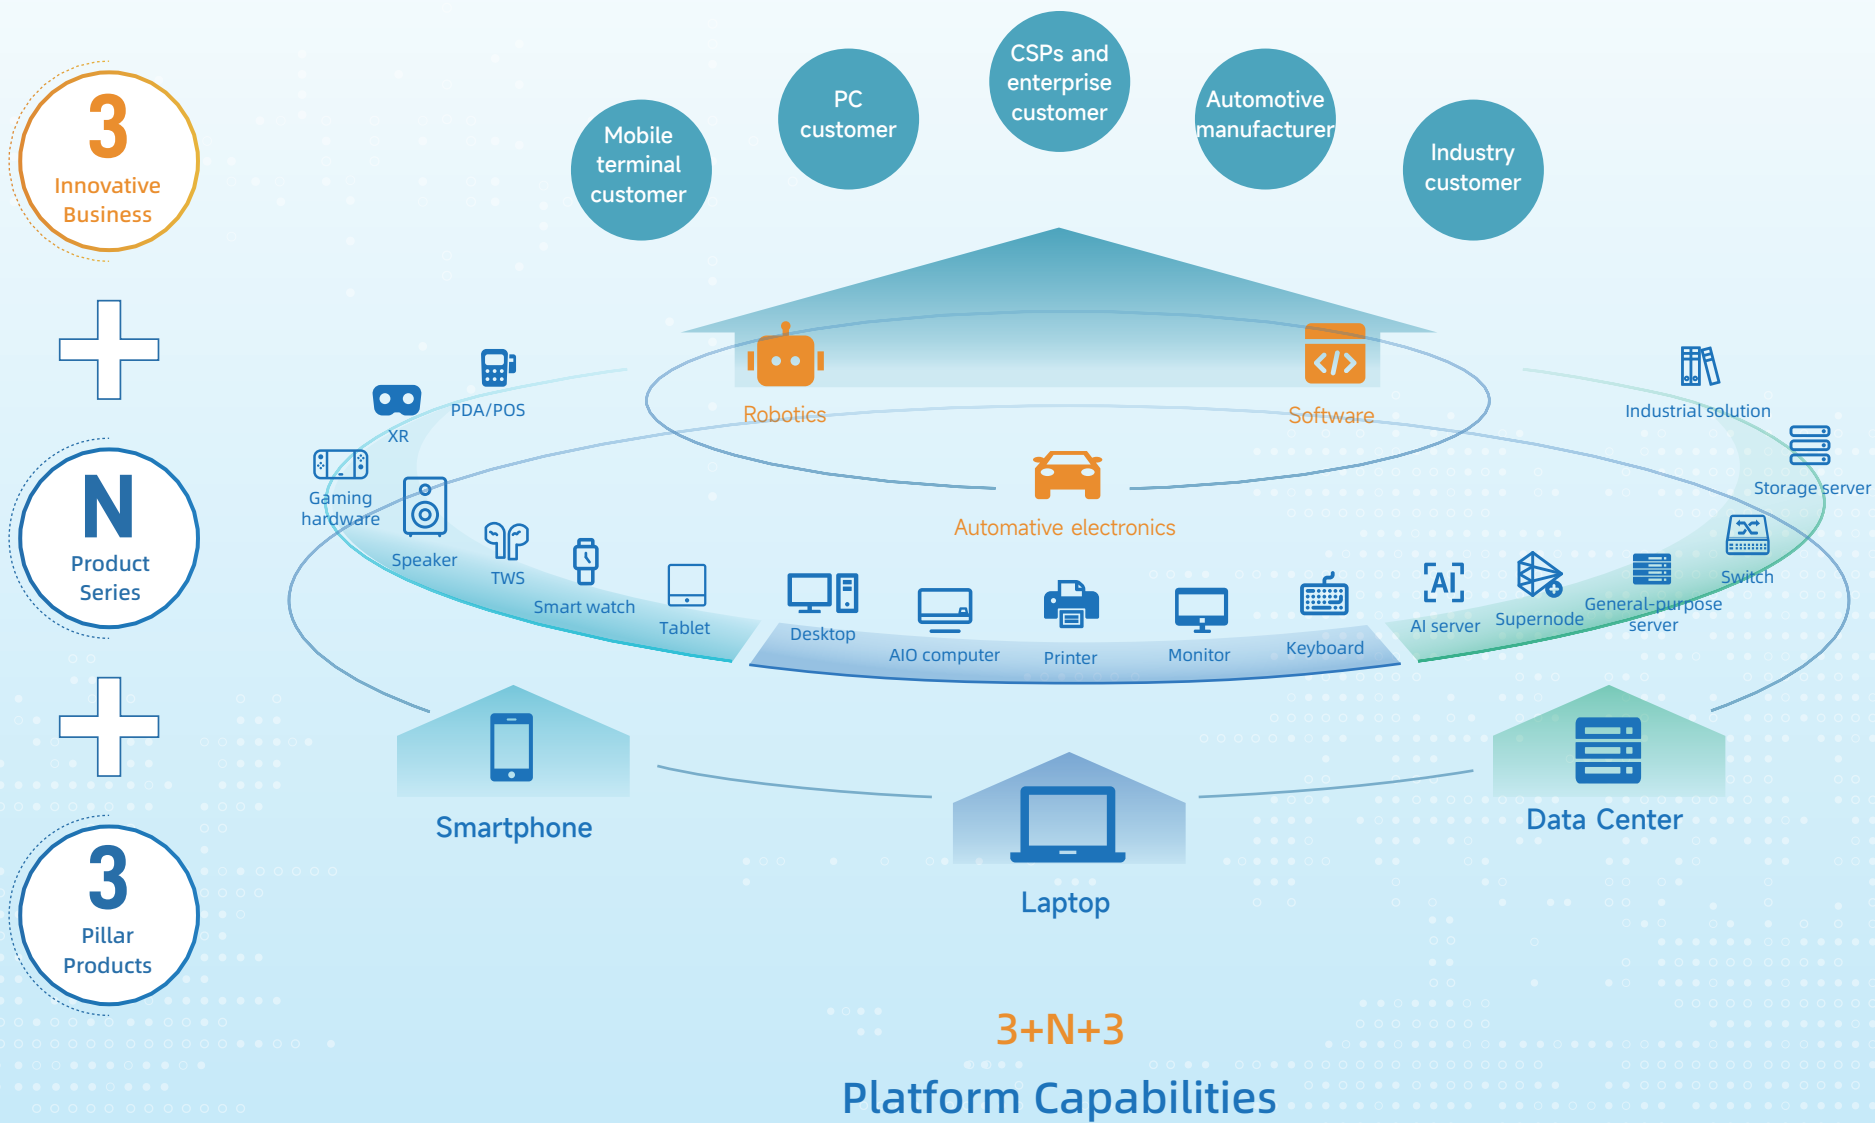 3
Innovative
Business
N
Product
Series
3
Pillar
Products
Mobile
terminal
customer
PC
customer
CSPs and
enterprise
customer
Automotive
manufacturer
Industry
customer
Robotics
Software
Automative electronics
PDA/POS
XR
Gaming
hardware
Speaker
TWS
Smart watch
Tablet
Desktop
AIO computer
Printer
Monitor
Keyboard
AI
AI server
Supernode
General-purpose
server
Switch
Storage server
Industrial solution
Smartphone
Laptop
Data Center
3+N+3
Platform Capabilities